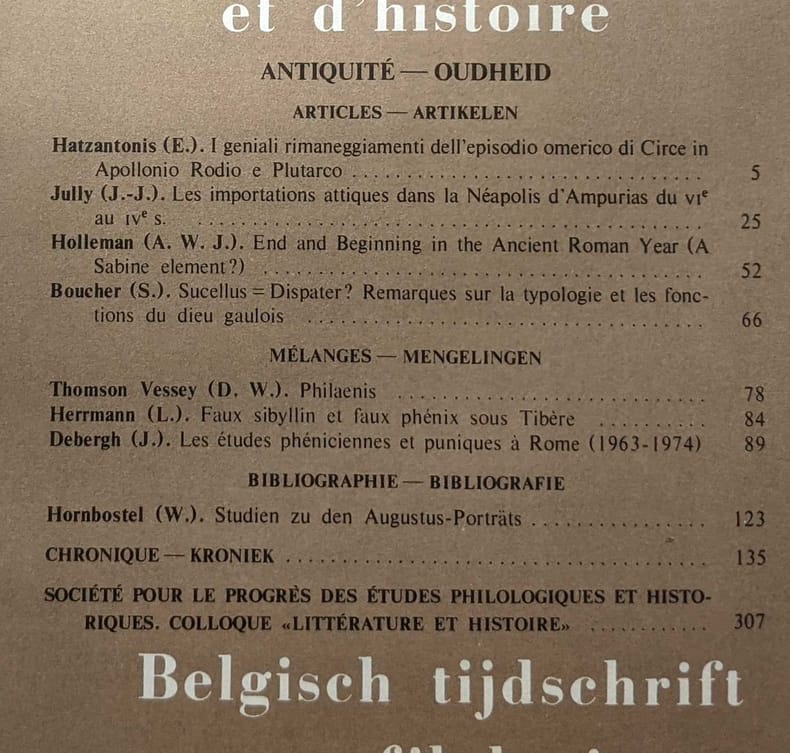 et d'histoire
ANTIQUITÉ — OUDHEID
ARTICLES — ARTIKELEN
Hatzantonis (E.). I geniali rimaneggiamenti dell'episodio omerico di Circe in
Apollonio Rodio e Plutarco . . . . . . . . . . . . . . . . . . . . . . . . . . . . . . . 5
Jully (J.-J.). Les importations attiques dans la Néapolis d'Ampurias du VIe
au IVe s. . . . . . . . . . . . . . . . . . . . . . . . . . . . . . . . . . . . . . . . . . . . 25
Holleman (A. W. J.). End and Beginning in the Ancient Roman Year (A
Sabine element?) . . . . . . . . . . . . . . . . . . . . . . . . . . . . . . . . . . . . . 52
Boucher (S.). Sucellus = Dispater? Remarques sur la typologie et les fonc-
tions du dieu gaulois . . . . . . . . . . . . . . . . . . . . . . . . . . . . . . . . . . 66
MÉLANGES — MENGELINGEN
Thomson Vessey (D. W.). Philaenis . . . . . . . . . . . . . . . . . . . . . . . . . . 78
Herrmann (L.). Faux sibyllin et faux phénix sous Tibère . . . . . . . . . . 84
Debergh (J.). Les études phéniciennes et puniques à Rome (1963-1974) 89
BIBLIOGRAPHIE — BIBLIOGRAFIE
Hornbostel (W.). Studien zu den Augustus-Porträts . . . . . . . . . . . . . . . 123
CHRONIQUE — KRONIEK . . . . . . . . . . . . . . . . . . . . . . . . . . . . . . . . . . . 135
SOCIÉTÉ POUR LE PROGRÈS DES ÉTUDES PHILOLOGIQUES ET HISTO-
RIQUES. COLLOQUE «LITTÉRATURE ET HISTOIRE» . . . . . . . . . . . 307
Belgisch tijdschrift